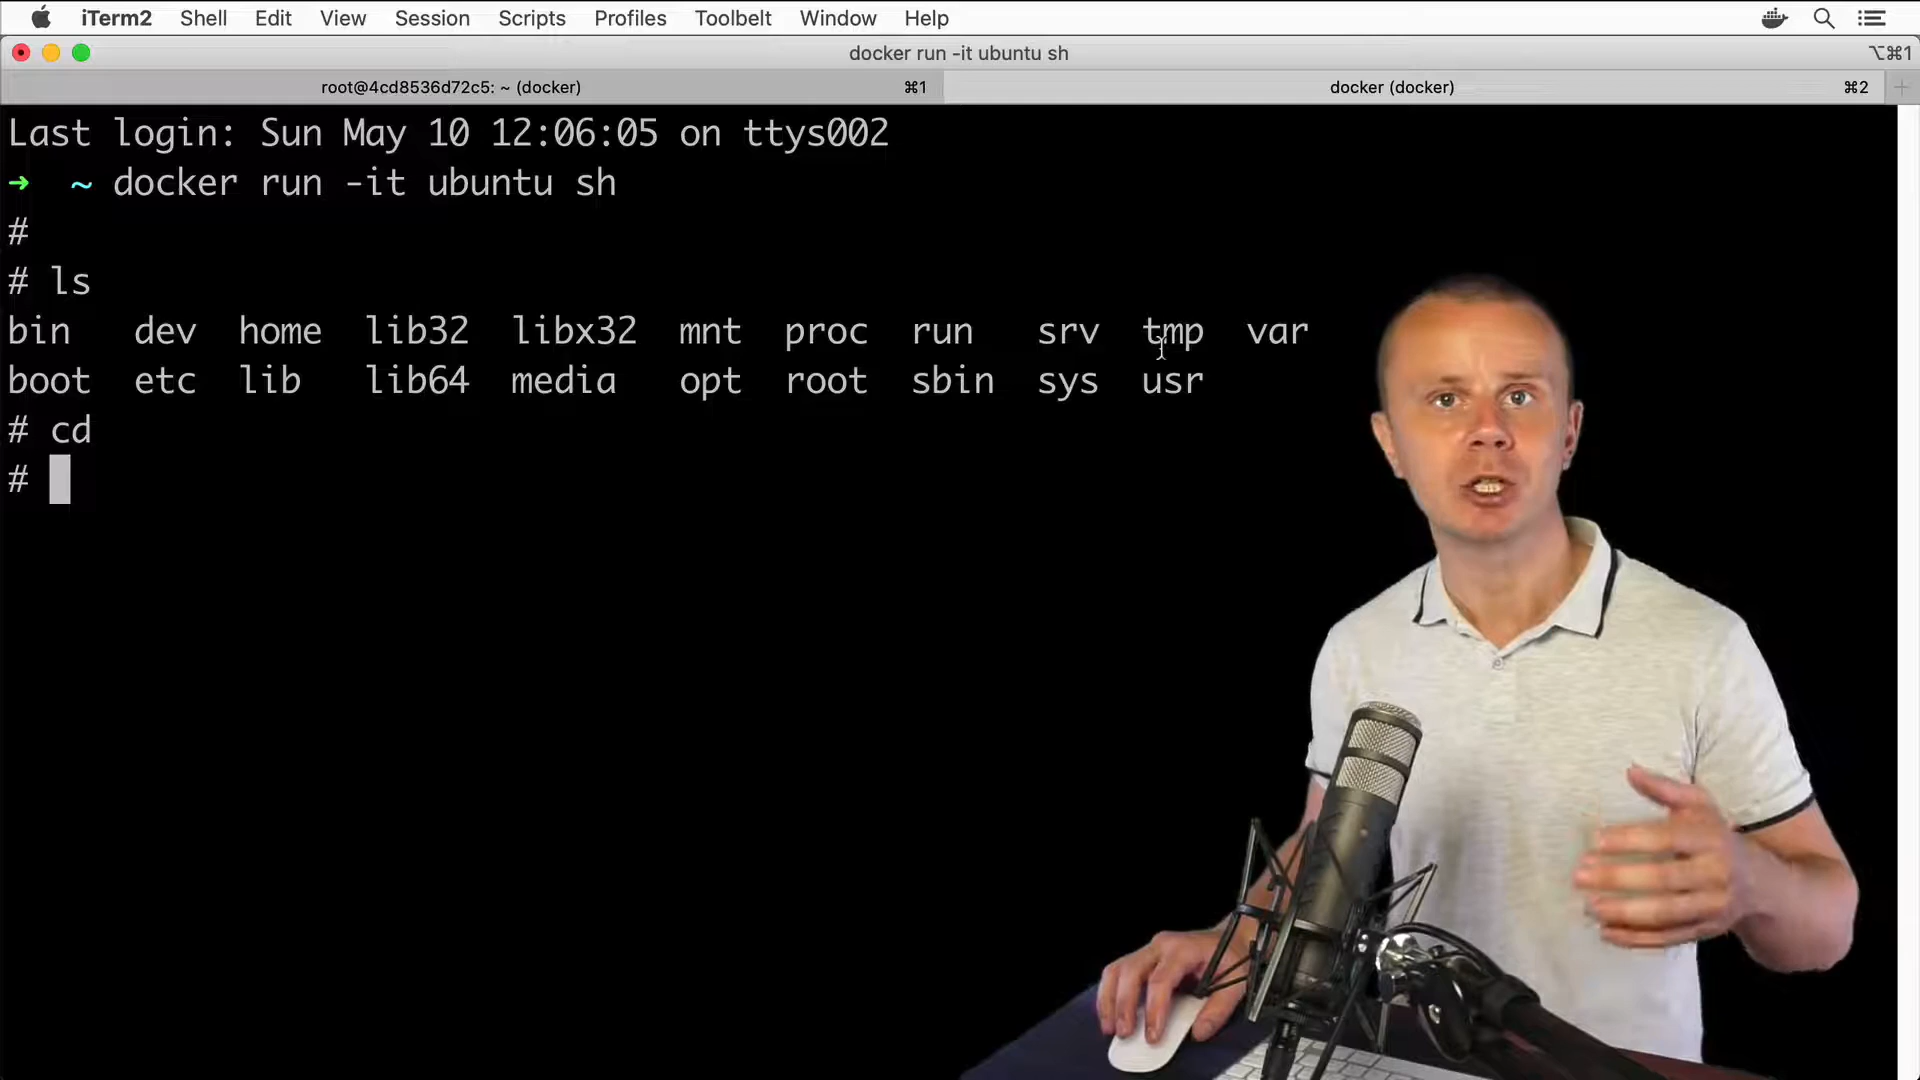 iTerm2 Shell Edit View Session Scripts Profiles Toolbelt Window Help
docker run -it ubuntu sh ⌥⌘1
root@4cd8536d72c5: ~ (docker) ⌘1 docker (docker) ⌘2
Last login: Sun May 10 12:06:05 on ttys002
➜ ~ docker run -it ubuntu sh
#
# ls
bin dev home lib32 libx32 mnt proc run srv tmp var
boot etc lib lib64 media opt root sbin sys usr
# cd
#